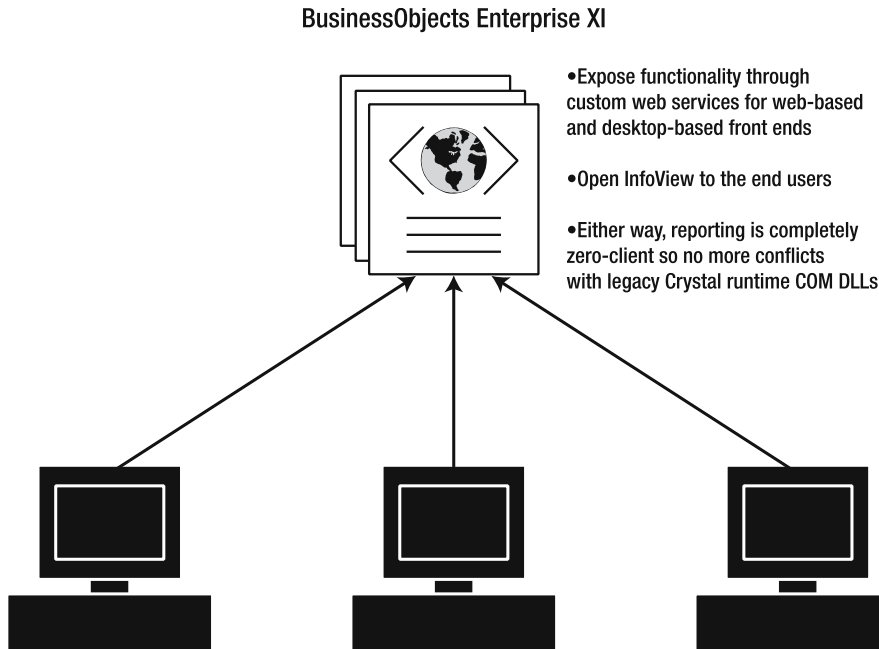 BusinessObjects Enterprise XI
•Expose functionality through
custom web services for web-based
and desktop-based front ends
•Open InfoView to the end users
•Either way, reporting is completely
zero-client so no more conflicts
with legacy Crystal runtime COM DLLs